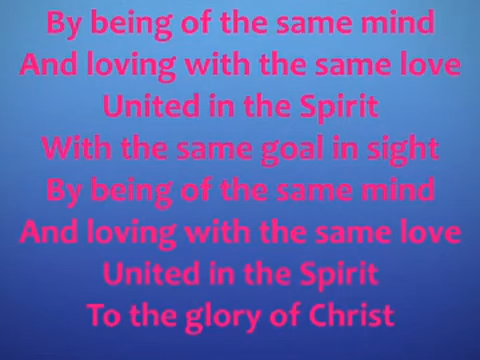 By being of the same mind
And loving with the same love
United in the Spirit
With the same goal in sight
By being of the same mind
And loving with the same love
United in the Spirit
To the glory of Christ